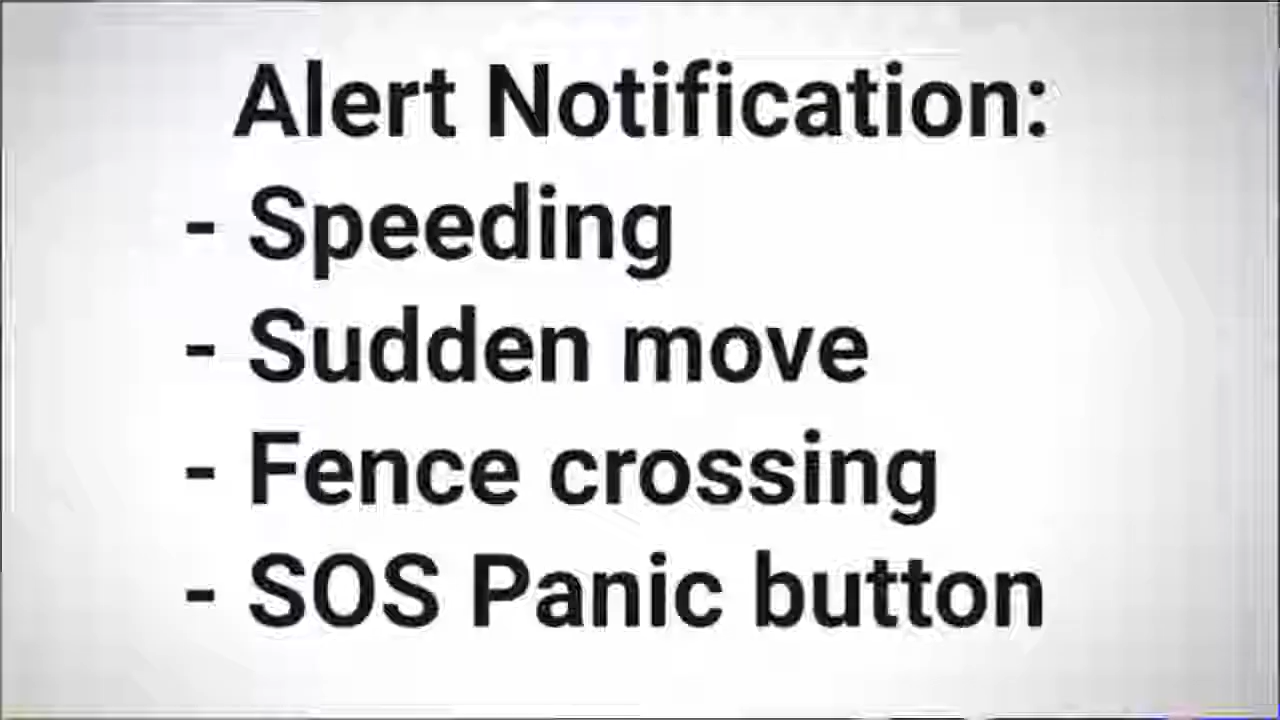 Alert Notification:
- Speeding
- Sudden move
- Fence crossing
- SOS Panic button